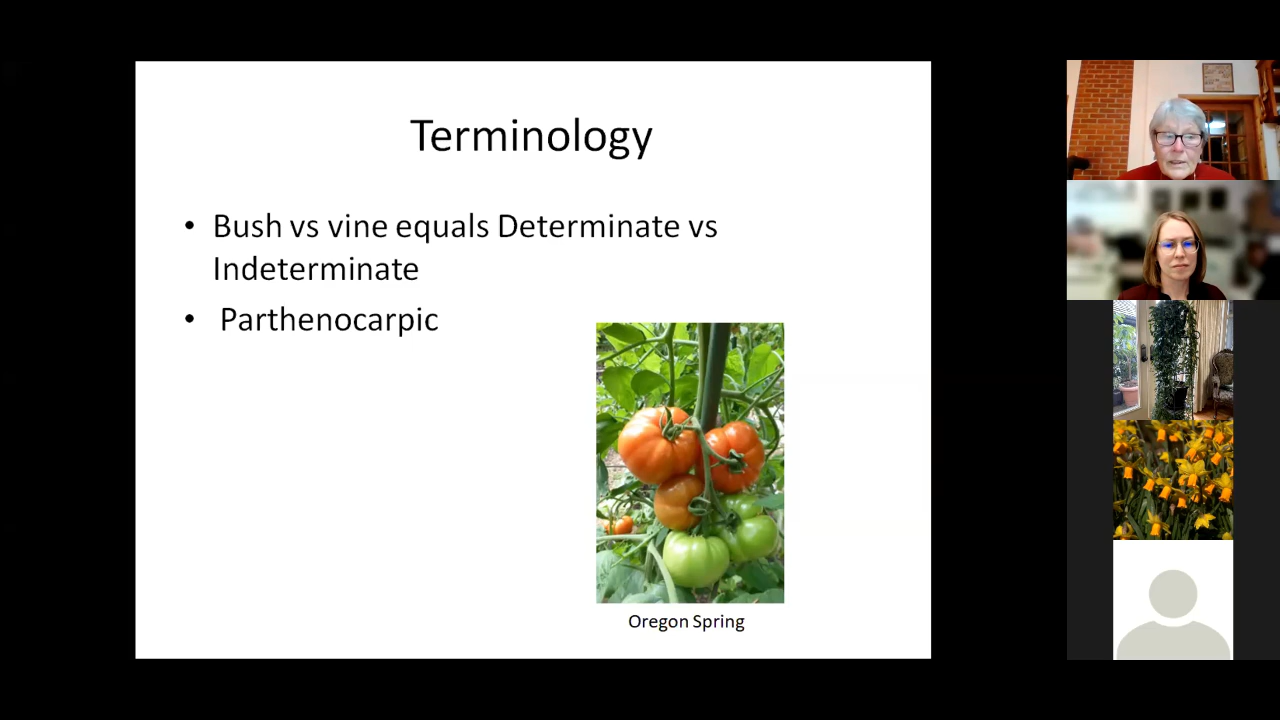 Terminology
• Bush vs vine equals Determinate vs
Indeterminate
• Parthenocarpic
Oregon Spring